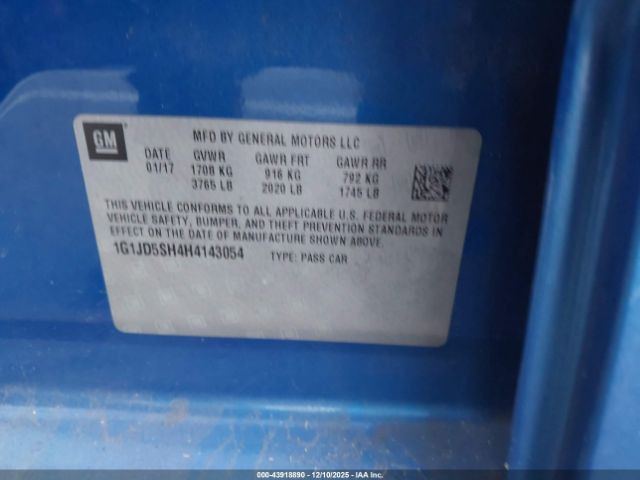 GM
MFD BY GENERAL MOTORS LLC
DATE GVWR GAWR FRT GAWR RR
01/17 1708 KG 916 KG 792 KG
3765 LB 2020 LB 1745 LB
THIS VEHICLE CONFORMS TO ALL APPLICABLE U.S. FEDERAL MOTOR
VEHICLE SAFETY, BUMPER, AND THEFT PREVENTION STANDARDS IN
EFFECT ON THE DATE OF MANUFACTURE SHOWN ABOVE.
1G1JD5SH4H4143054 TYPE: PASS CAR
000-43918890 - 12/10/2025 - IAA Inc.